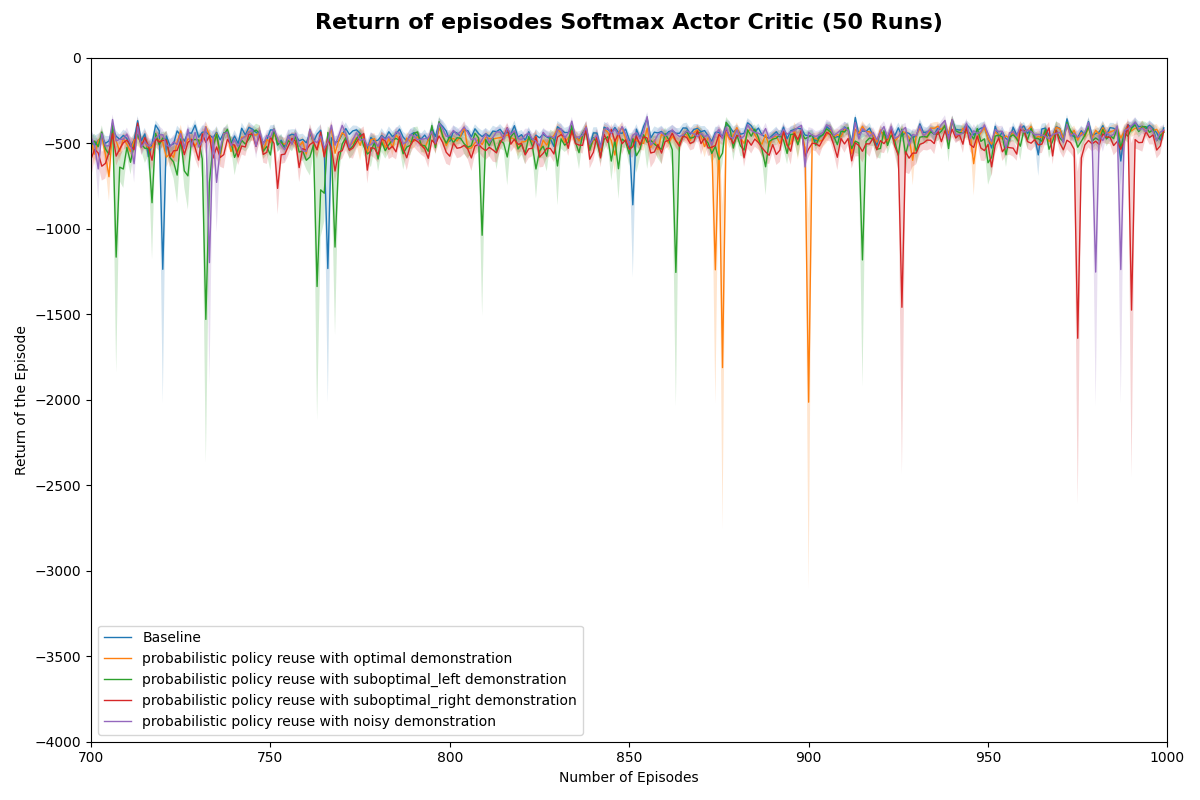 Return of episodes Softmax Actor Critic (50 Runs)
0
−500
−1000
−1500
−2000
−2500
−3000
−3500
−4000
Return of the Episode
Baseline
probabilistic policy reuse with optimal demonstration
probabilistic policy reuse with suboptimal_left demonstration
probabilistic policy reuse with suboptimal_right demonstration
probabilistic policy reuse with noisy demonstration
700 750 800 850 900 950 1000
Number of Episodes